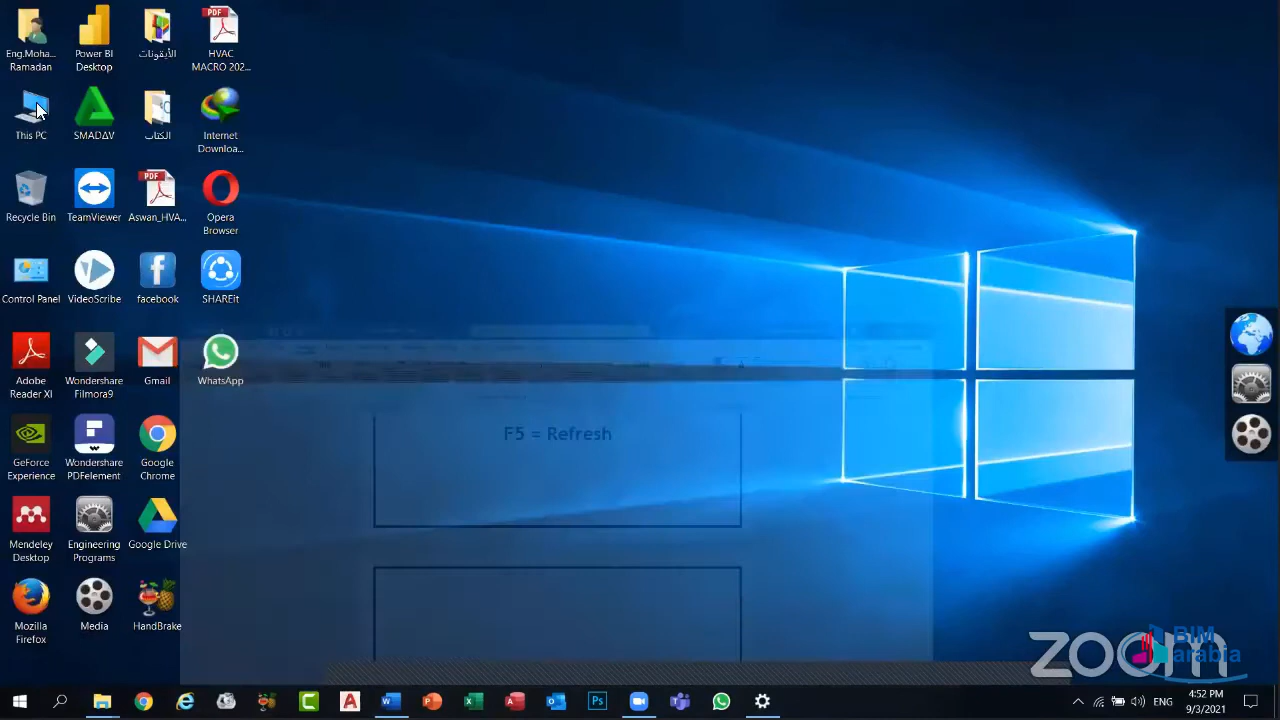 Eng.Moha...
Ramadan
Power BI
Desktop
الأيقونات
PDF
HVAC
MACRO 202...
This PC
SMADΔV
الكتاب
Internet
Downloa...
Recycle Bin
TeamViewer
PDF
Aswan_HVA...
Opera
Browser
Control Panel
VideoScribe
facebook
SHAREit
Adobe
Reader XI
Wondershare
Filmora9
Gmail
WhatsApp
GeForce
Experience
Wondershare
PDFelement
Google
Chrome
F5 = Refresh
Mendeley
Desktop
Engineering
Programs
Google Drive
Mozilla
Firefox
Media
HandBrake
zoom
BIM
arabia
ENG
4:52 PM
9/3/2021